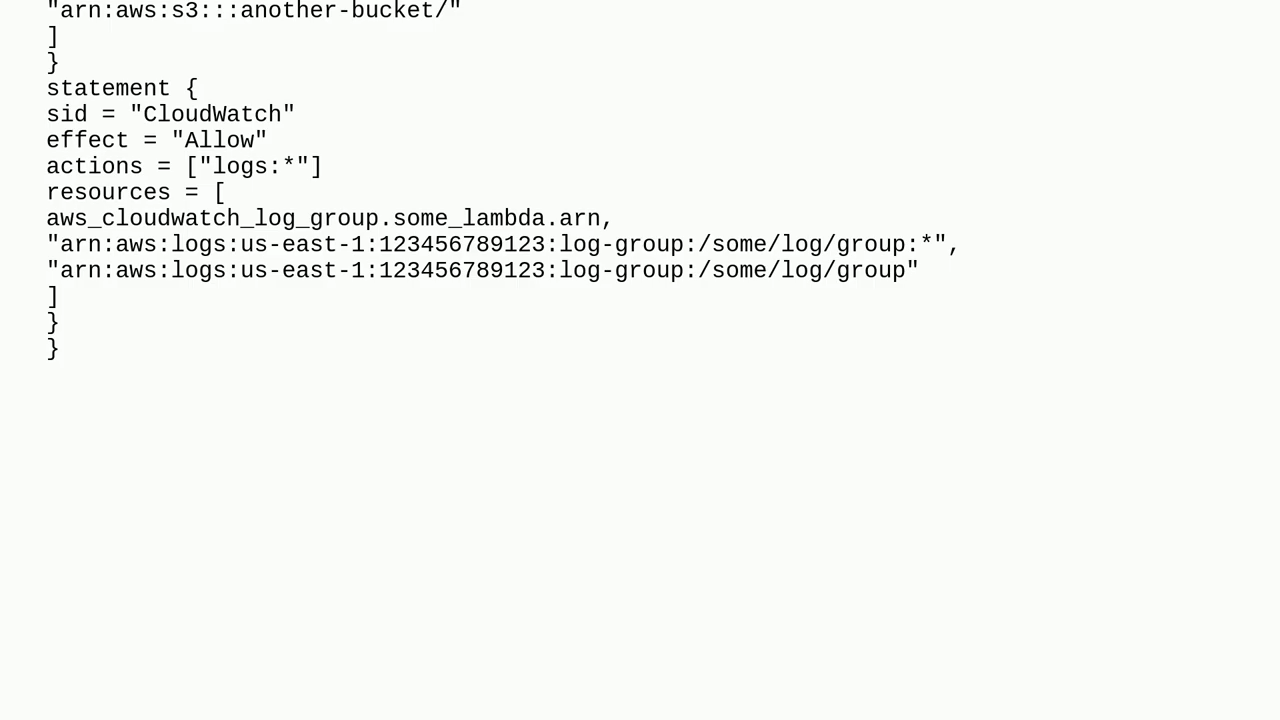 "arn:aws:s3:::another-bucket/"
]
}
statement {
sid = "CloudWatch"
effect = "Allow"
actions = ["logs:*"]
resources = [
aws_cloudwatch_log_group.some_lambda.arn,
"arn:aws:logs:us-east-1:123456789123:log-group:/some/log/group:*",
"arn:aws:logs:us-east-1:123456789123:log-group:/some/log/group"
]
}
}